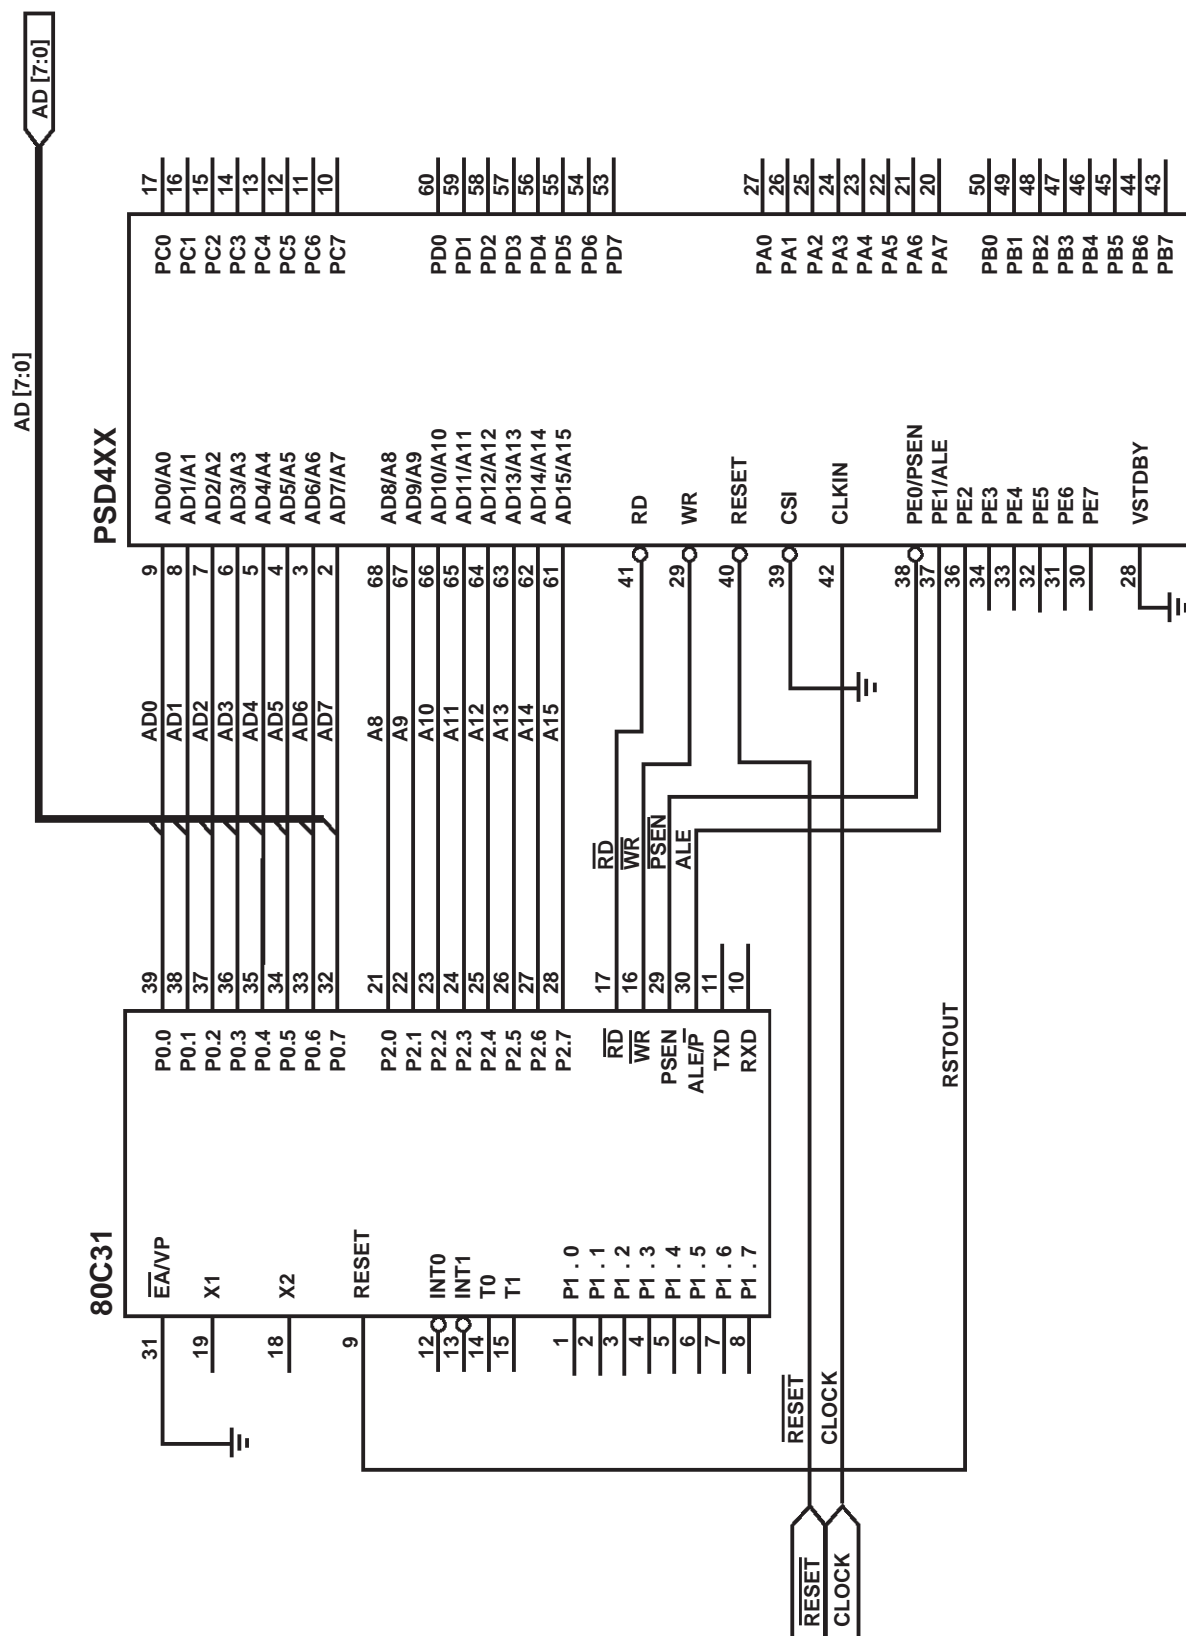 AD [7:0]
AD [7:0]
80C31
31 EA/VP
19 X1
18 X2
9 RESET
12 INT0
13 INT1
14 T0
15 T1
1 P1 . 0
2 P1 . 1
3 P1 . 2
4 P1 . 3
5 P1 . 4
6 P1 . 5
7 P1 . 6
8 P1 . 7
P0.0 39
P0.1 38
P0.2 37
P0.3 36
P0.4 35
P0.5 34
P0.6 33
P0.7 32
P2.0 21
P2.1 22
P2.2 23
P2.3 24
P2.4 25
P2.5 26
P2.6 27
P2.7 28
RD 17
WR 16
PSEN 29
ALE/P 30
TXD 11
RXD 10
AD0
AD1
AD2
AD3
AD4
AD5
AD6
AD7
A8
A9
A10
A11
A12
A13
A14
A15
RD
WR
PSEN
ALE
PSD4XX
9 AD0/A0
8 AD1/A1
7 AD2/A2
6 AD3/A3
5 AD4/A4
4 AD5/A5
3 AD6/A6
2 AD7/A7
68 AD8/A8
67 AD9/A9
66 AD10/A10
65 AD11/A11
64 AD12/A12
63 AD13/A13
62 AD14/A14
61 AD15/A15
41 RD
29 WR
40 RESET
39 CSI
42 CLKIN
38 PE0/PSEN
37 PE1/ALE
36 PE2
34 PE3
33 PE4
32 PE5
31 PE6
30 PE7
28 VSTDBY
PC0 17
PC1 16
PC2 15
PC3 14
PC4 13
PC5 12
PC6 11
PC7 10
PD0 60
PD1 59
PD2 58
PD3 57
PD4 56
PD5 55
PD6 54
PD7 53
PA0 27
PA1 26
PA2 25
PA3 24
PA4 23
PA5 22
PA6 21
PA7 20
PB0 50
PB1 49
PB2 48
PB3 47
PB4 46
PB5 45
PB6 44
PB7 43
RESET RESET
CLOCK CLOCK
RSTOUT